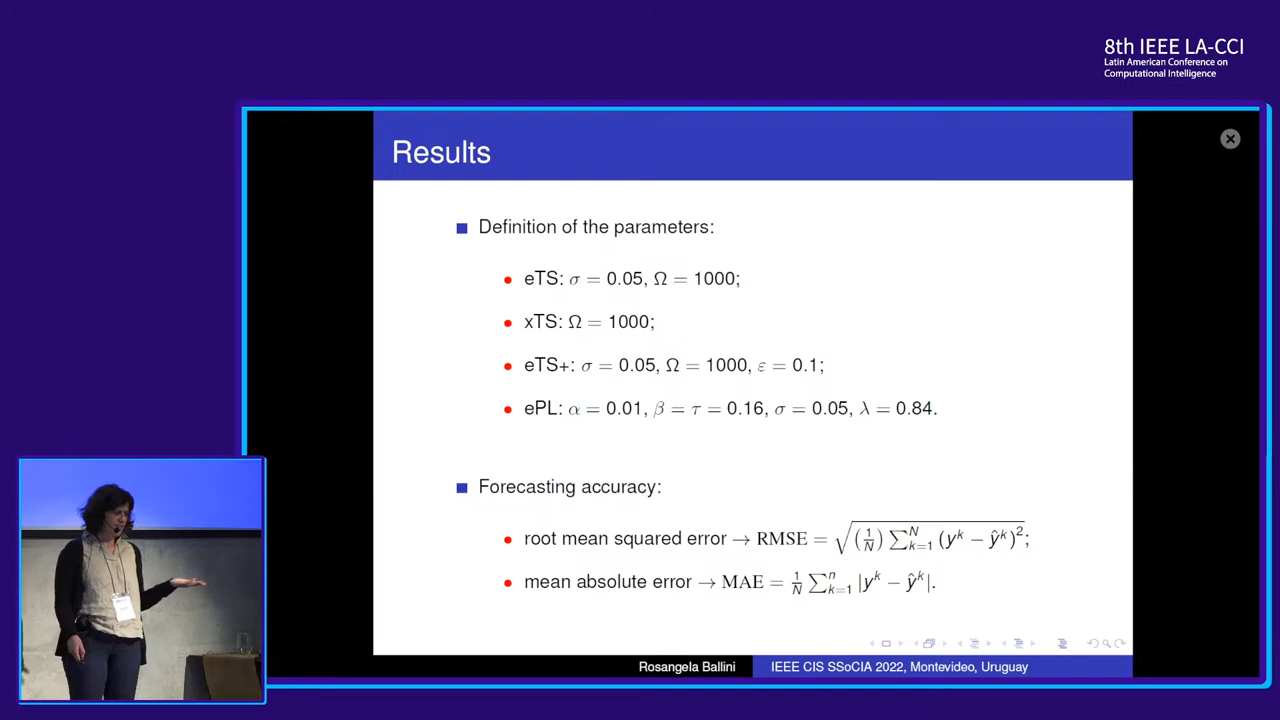 8th IEEE LA-CCI
Latin American Conference on
Computational Intelligence
Results
Definition of the parameters:
eTS: σ = 0.05, Ω = 1000;
xTS: Ω = 1000;
eTS+: σ = 0.05, Ω = 1000, ε = 0.1;
ePL: α = 0.01, β = τ = 0.16, σ = 0.05, λ = 0.84.
Forecasting accuracy:
root mean squared error → RMSE = √(1/N) ∑_{k=1}^{N} (y^k − ŷ^k)^2;
mean absolute error → MAE = 1/N ∑_{k=1}^{n} |y^k − ŷ^k|.
Rosangela Ballini
IEEE CIS SSoCIA 2022, Montevideo, Uruguay